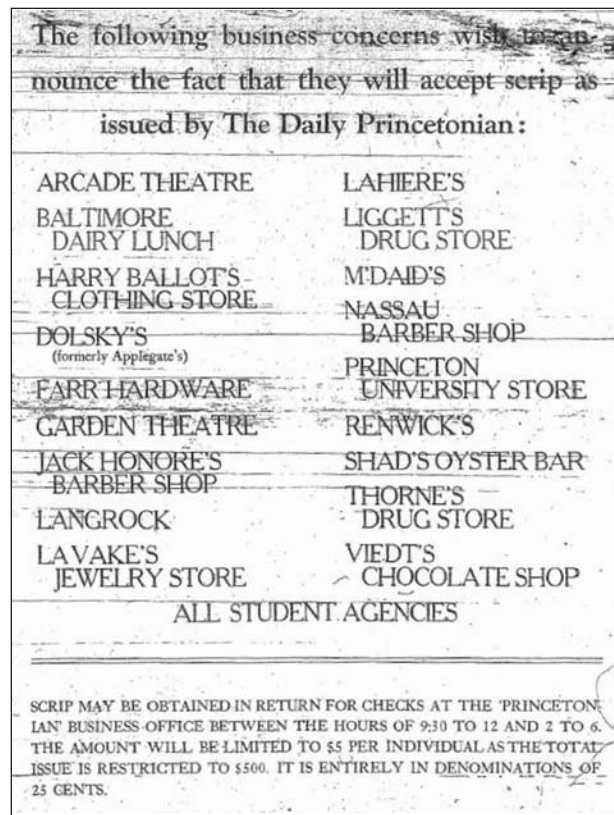 The following business concerns wish to an-
nounce the fact that they will accept scrip as
issued by The Daily Princetonian:
ARCADE THEATRE
BALTIMORE
DAIRY LUNCH
HARRY BALLOT'S
CLOTHING STORE
DOLSKY'S
(formerly Applegate's)
FARR HARDWARE
GARDEN THEATRE
JACK HONORE'S
BARBER SHOP
LANGROCK
LA VAKE'S
JEWELRY STORE
LAHIERE'S
LIGGETT'S
DRUG STORE
M'DAID'S
NASSAU
BARBER SHOP
PRINCETON
UNIVERSITY STORE
RENWICK'S
SHAD'S OYSTER BAR
THORNE'S
DRUG STORE
VIEDT'S
CHOCOLATE SHOP
ALL STUDENT AGENCIES
SCRIP MAY BE OBTAINED IN RETURN FOR CHECKS AT THE 'PRINCETON-
IAN' BUSINESS OFFICE BETWEEN THE HOURS OF 9:30 TO 12 AND 2 TO 6.
THE AMOUNT WILL BE LIMITED TO $5 PER INDIVIDUAL AS THE TOTAL
ISSUE IS RESTRICTED TO $500. IT IS ENTIRELY IN DENOMINATIONS OF
25 CENTS.